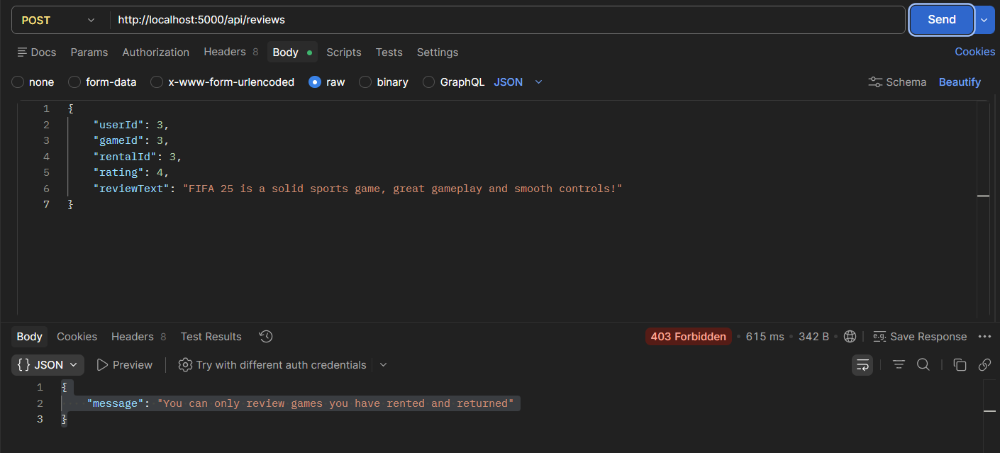 POST http://localhost:5000/api/reviews Send
Docs Params Authorization Headers 8 Body Scripts Tests Settings Cookies
none form-data x-www-form-urlencoded raw binary GraphQL JSON Schema Beautify
1 {
2 "userId": 3,
3 "gameId": 3,
4 "rentalId": 3,
5 "rating": 4,
6 "reviewText": "FIFA 25 is a solid sports game, great gameplay and smooth controls!"
7 }
Body Cookies Headers 8 Test Results 403 Forbidden • 615 ms • 342 B • e.g. Save Response
{} JSON Preview Try with different auth credentials
1 {
2 "message": "You can only review games you have rented and returned"
3 }